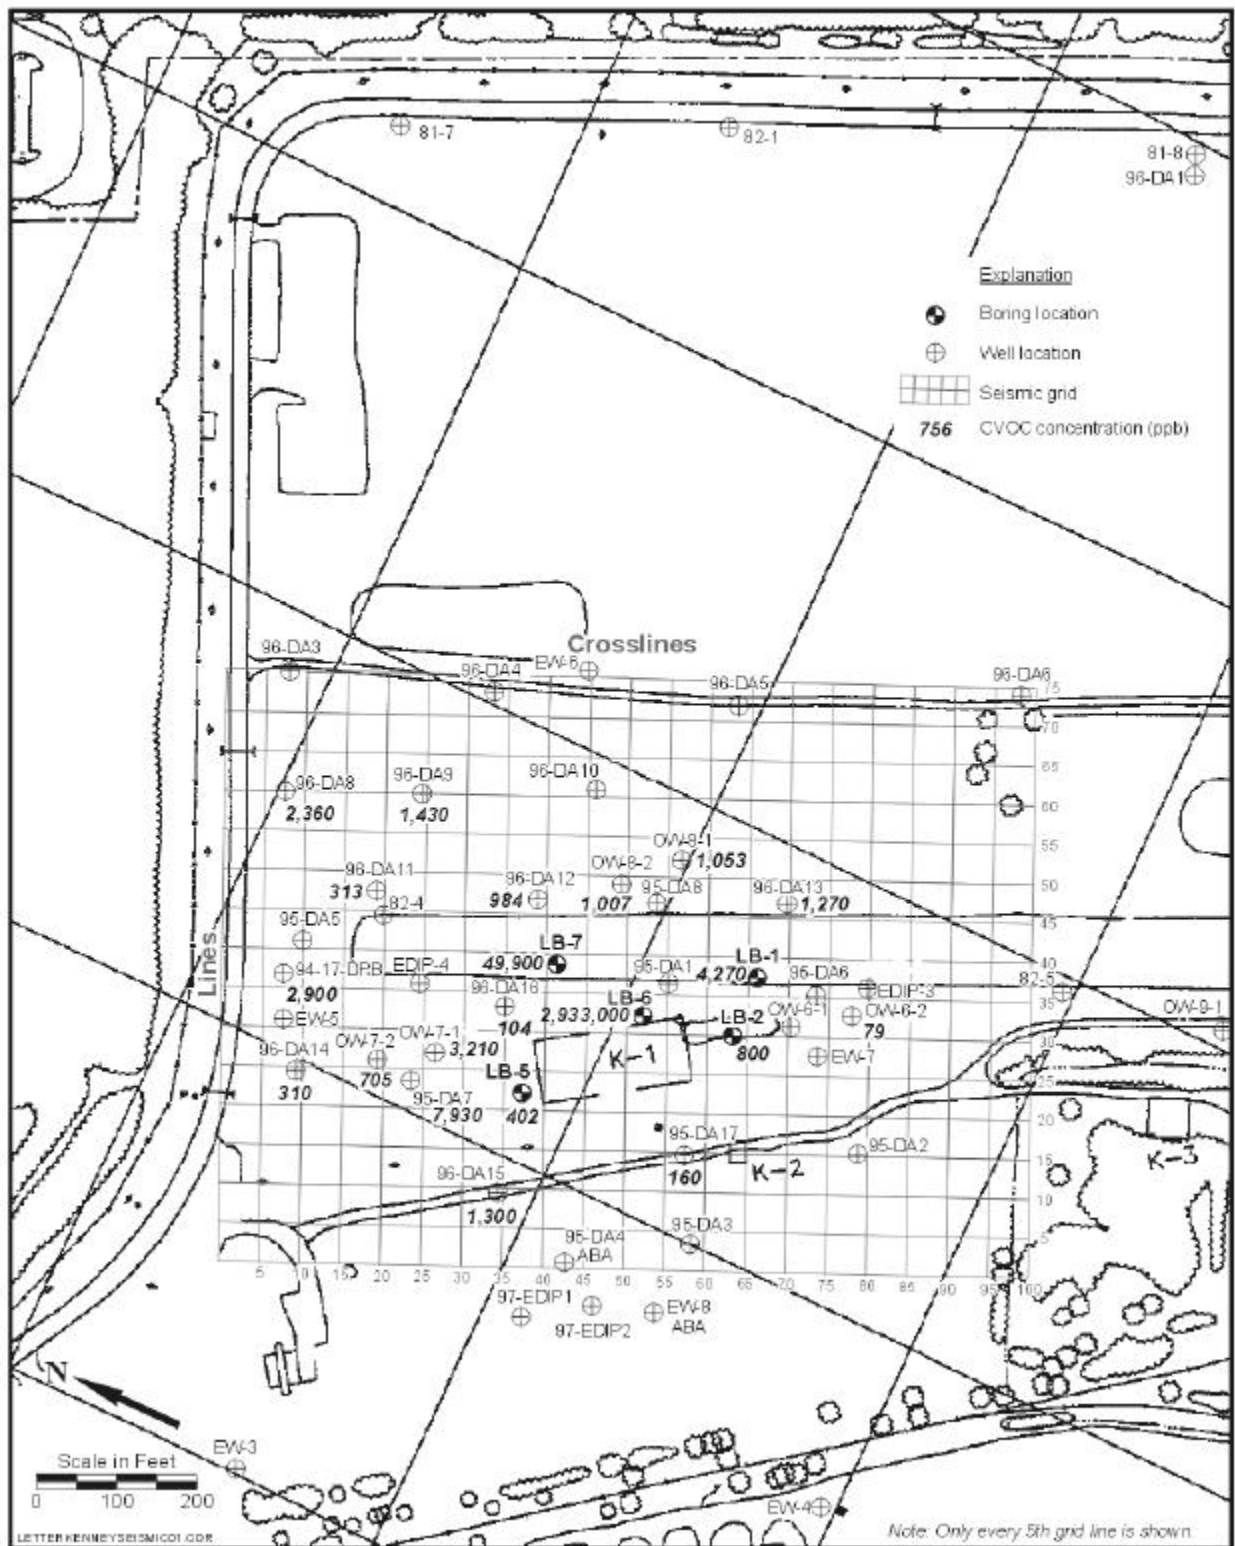 81-7
82-1
81-8
96-DA1
Explanation
Boring location
Well location
Seismic grid
756 CVOC concentration (ppb)
Crosslines
96-DA3
96-DA4
EW-6
96-DA5
96-DA6
75
70
65
96-DA8
2,360
96-DA9
1,430
96-DA10
60
OW-8-1
1,053
55
96-DA11
313
82-4
96-DA12
984
OW-8-2
1,007
95-DA8
96-DA13
1,270
50
45
95-DA5
LB-7
49,900
LB-1
4,270
40
Lines
94-17-DPB
2,900
EDIP-4
95-DA1
95-DA6
EDIP-3
82-5
35
96-DA16
104
LB-6
2,933,000
LB-2
800
OW-6-1
OW-6-2
79
OW-9-1
EW-5
30
OW-7-2
705
OW-7-1
3,210
K-1
EW-7
96-DA14
310
LB-5
402
25
95-DA7
7,930
20
95-DA17
160
K-2
95-DA2
15
K-3
96-DA15
1,300
10
95-DA3
5
95-DA4
ABA
5 10 15 20 25 30 35 40 45 50 55 60 65 70 75 80 85 90 95 100
97-EDIP1
97-EDIP2
EW-8
ABA
N
Scale in Feet
0 100 200
EW-3
EW-4
LETTERKENNEYSEISMIC01.CDR
Note: Only every 5th grid line is shown.